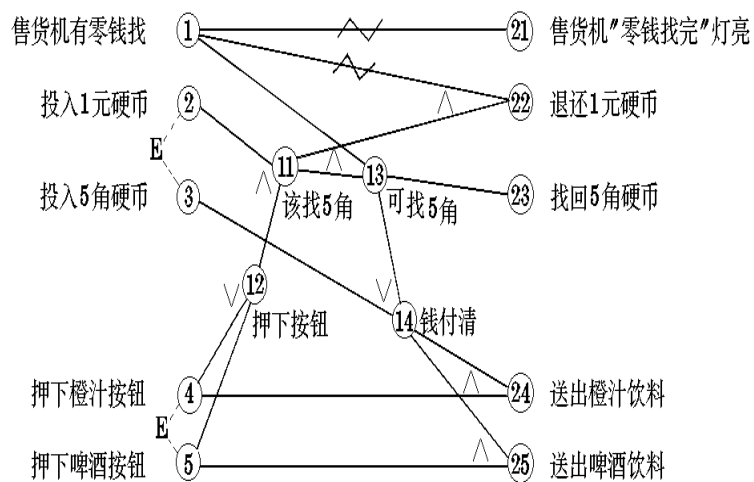 售货机有零钱找 1 21 售货机"零钱找完"灯亮
投入1元硬币 2 22 退还1元硬币
E
11 13
投入5角硬币 3 该找5角 可找5角 23 找回5角硬币
12
押下按钮 14 钱付清
押下橙汁按钮 4 24 送出橙汁饮料
E
押下啤酒按钮 5 25 送出啤酒饮料